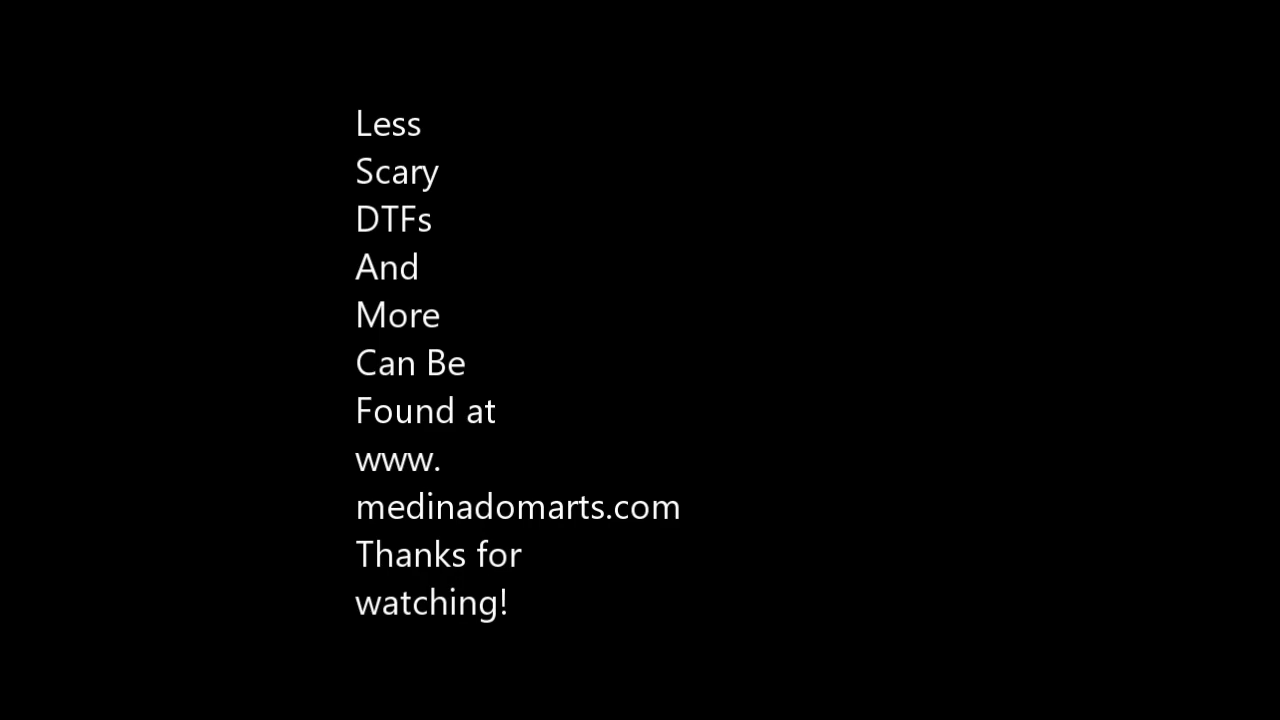 Less
Scary
DTFs
And
More
Can Be
Found at
www.
medinadomarts.com
Thanks for
watching!